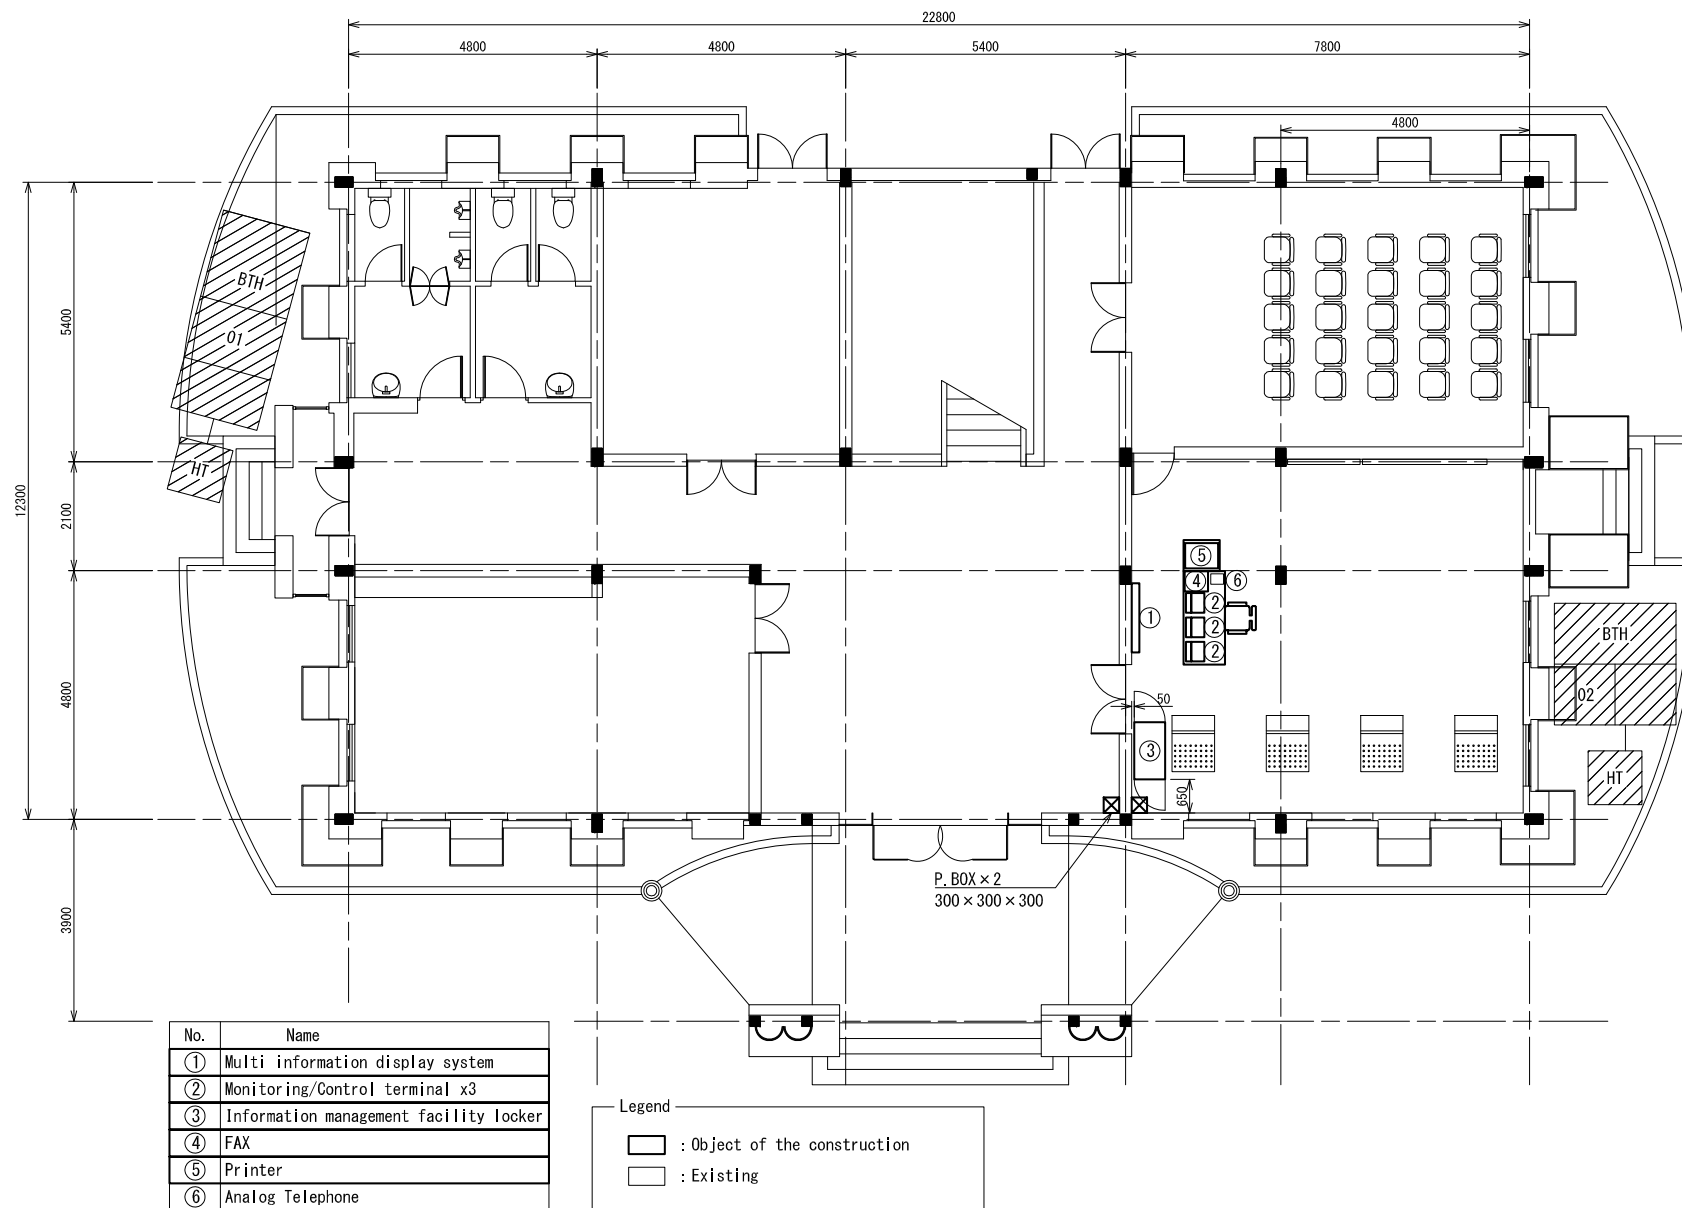 22800
4800
4800
5400
7800
4800
12300
5400
2100
4800
3900
BTH
01
HT
BTH
02
HT
⑤
④
⑥
①
②
②
②
③
50
650
P.BOX×2
300×300×300
No. Name
① Multi information display system
② Monitoring/Control terminal x3
③ Information management facility locker
④ FAX
⑤ Printer
⑥ Analog Telephone
Legend
: Object of the construction
: Existing